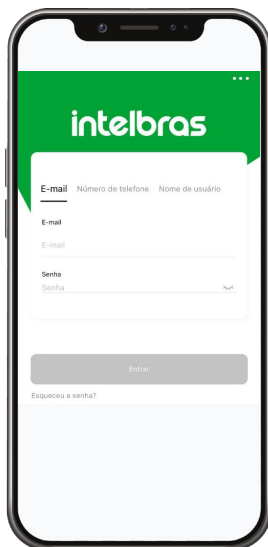 intelbras
E-mail Número de telefone Nome de usuário
E-mail
E-mail
Senha
Senha
Entrar
Esqueceu a senha?